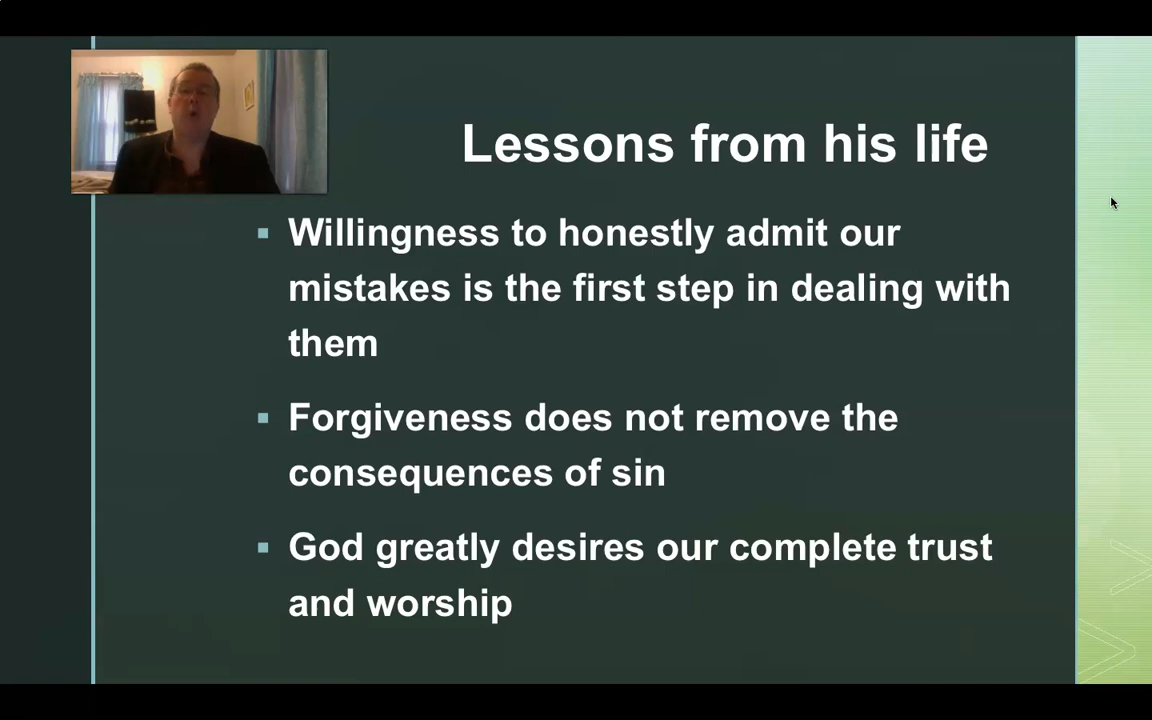 Lessons from his life
Willingness to honestly admit our
mistakes is the first step in dealing with
them
Forgiveness does not remove the
consequences of sin
God greatly desires our complete trust
and worship